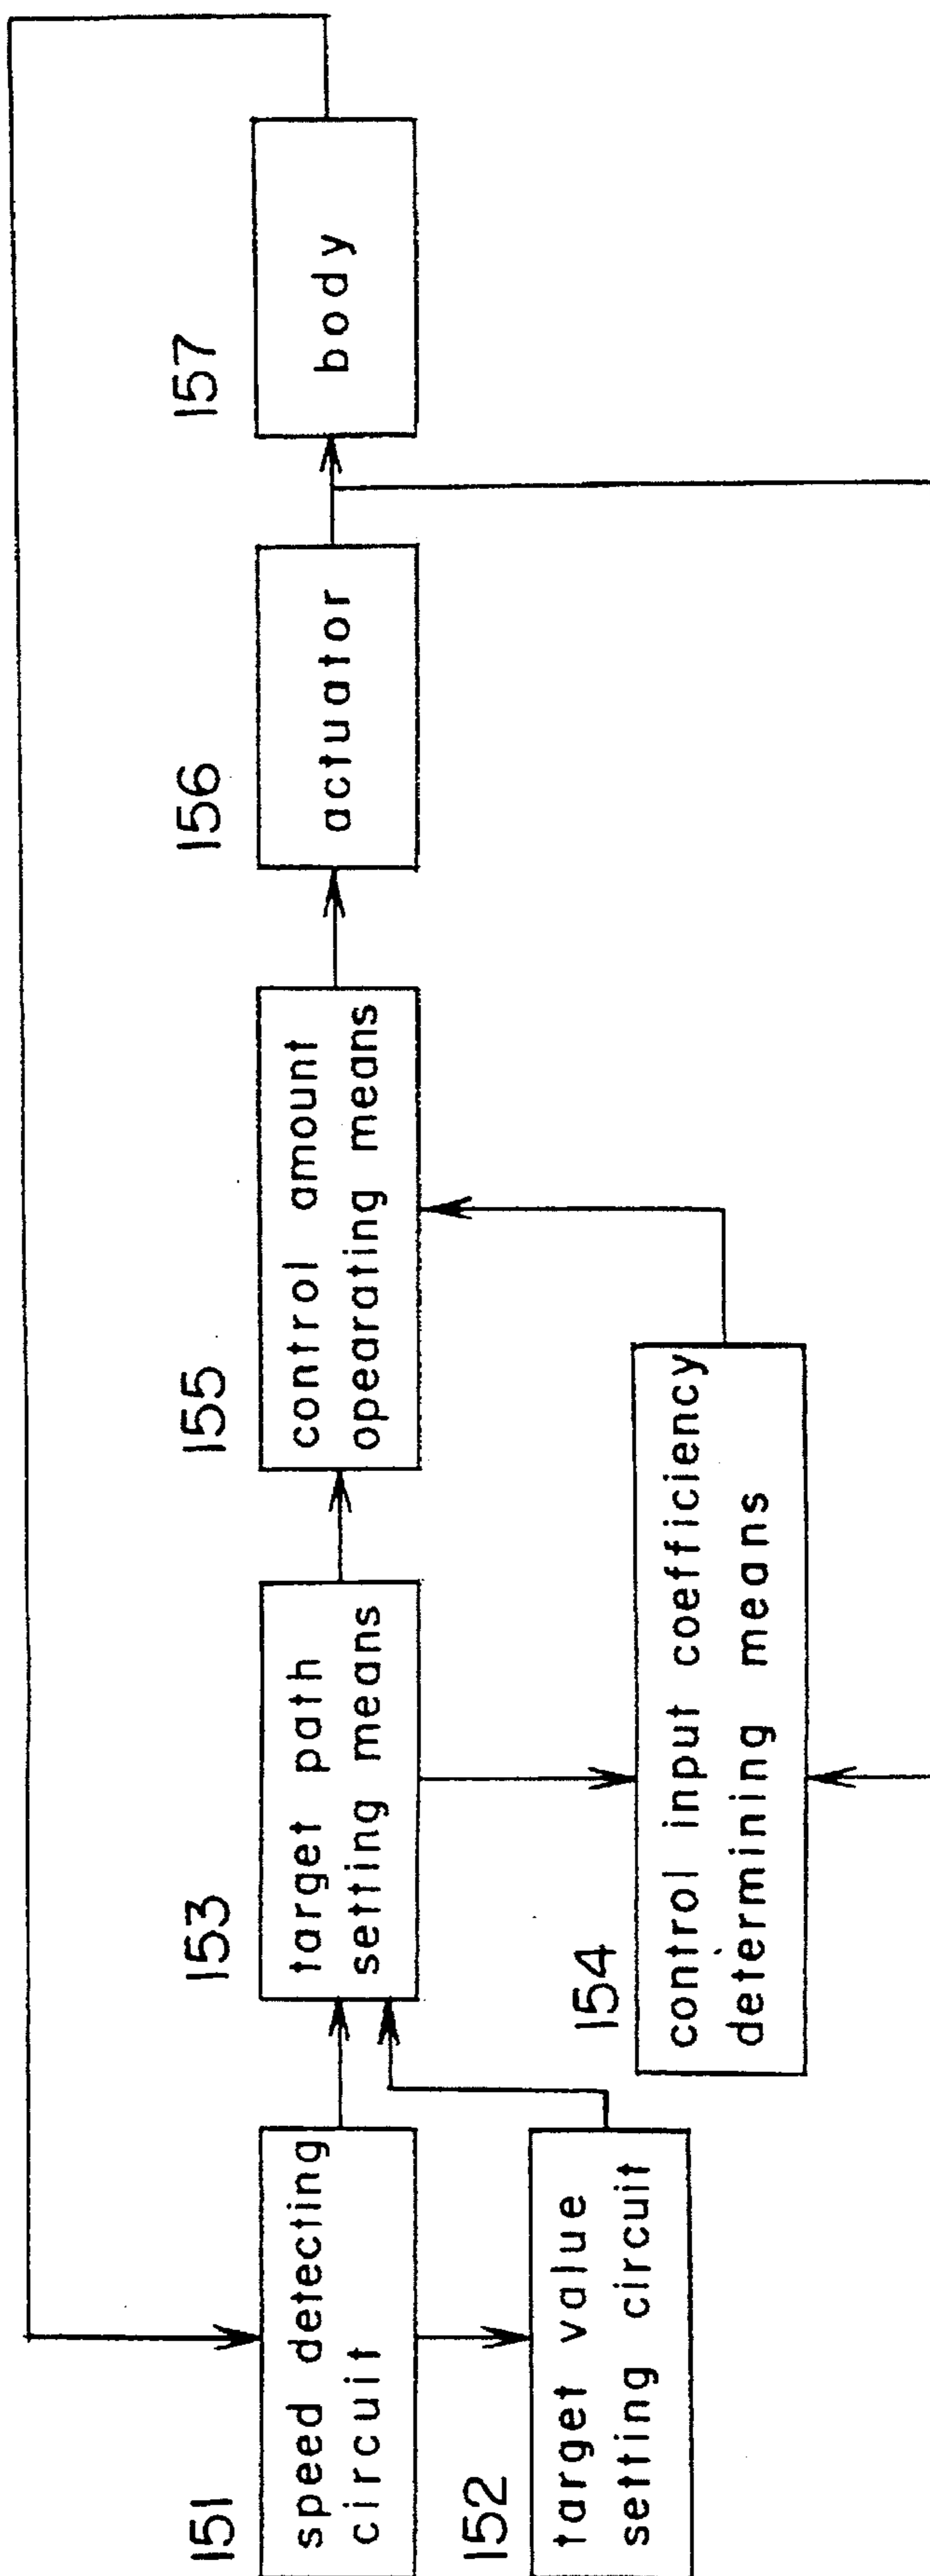 151
speed detecting
circuit
152
target value
setting circuit
153
target path
setting means
154
control input coefficiency
determining means
155
control amount
opearating means
156
actuator
157
body